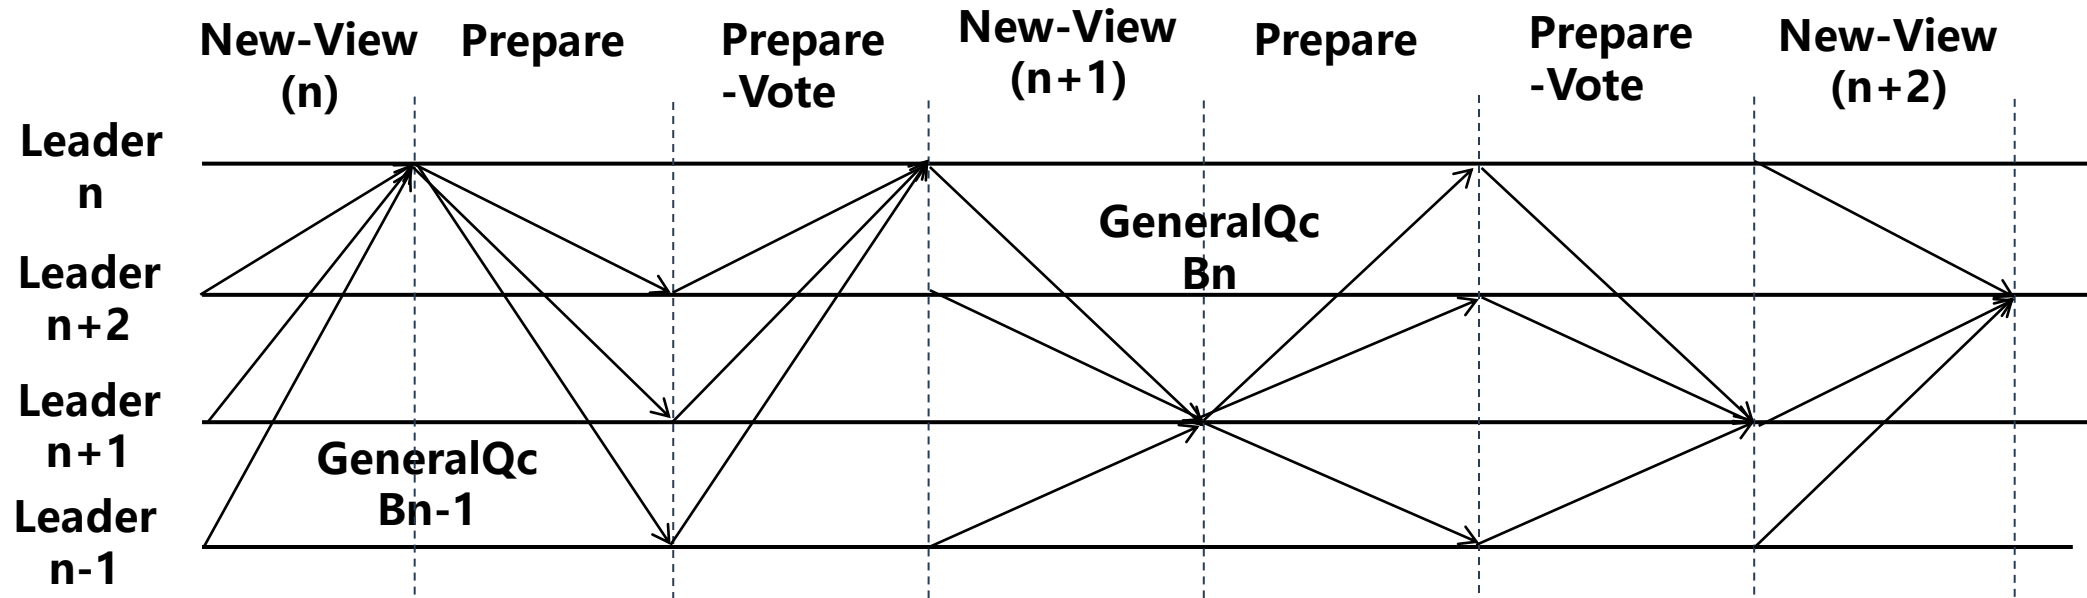 New-View
(n)
Prepare
Prepare
-Vote
New-View
(n+1)
Prepare
Prepare
-Vote
New-View
(n+2)
Leader
n
Leader
n+2
Leader
n+1
Leader
n-1
GeneralQc
Bn-1
GeneralQc
Bn